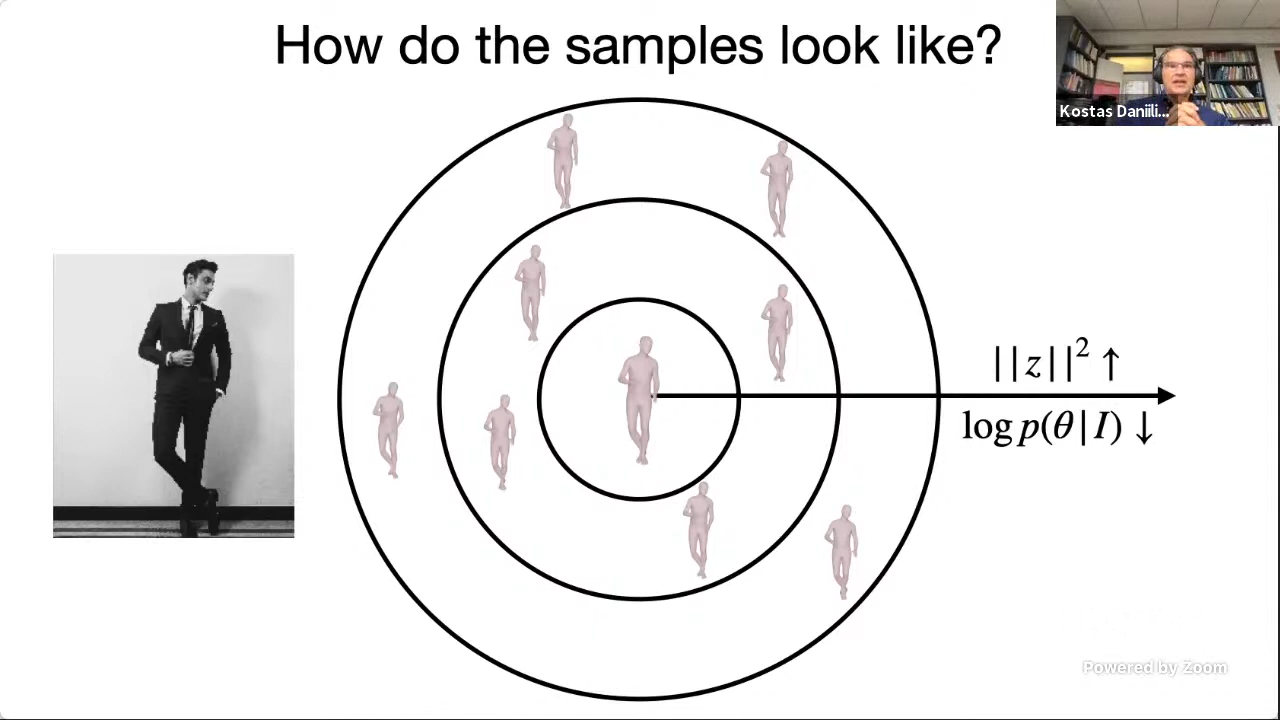 How do the samples look like?
Kostas Daniili...
||z||² ↑
log p(θ|I) ↓
Powered by Zoom